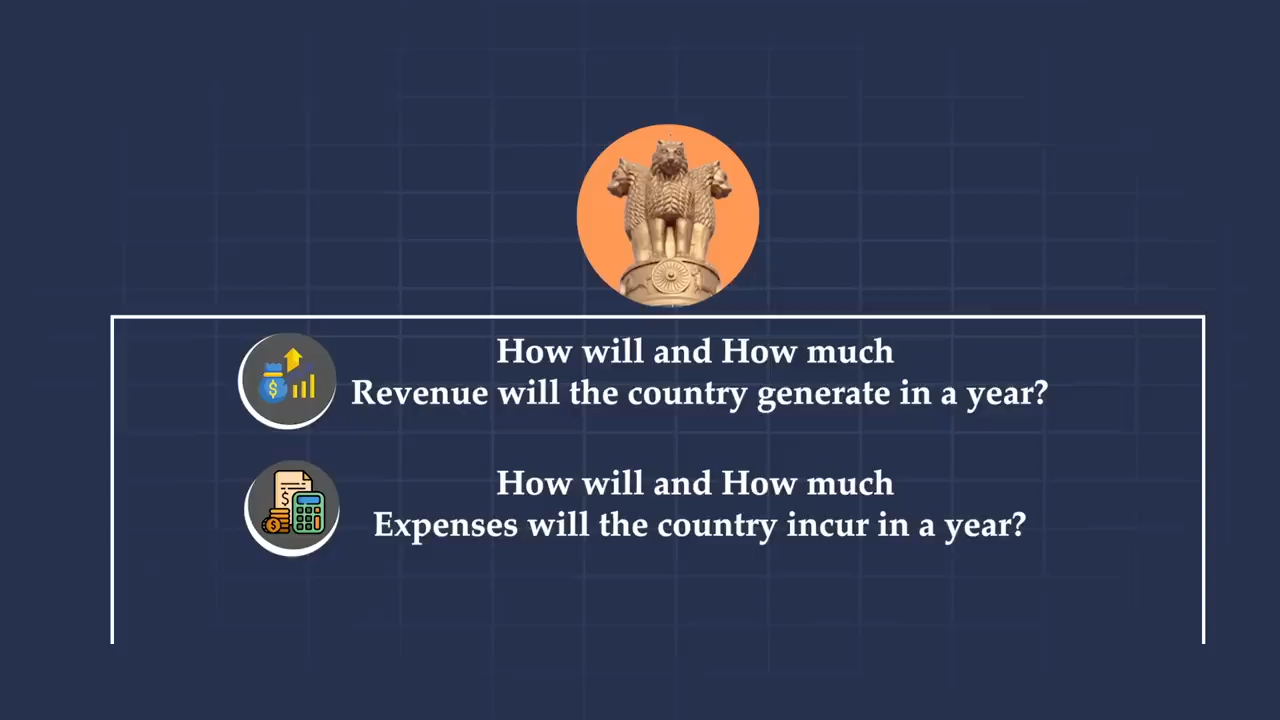 How will and How much
Revenue will the country generate in a year?
How will and How much
Expenses will the country incur in a year?